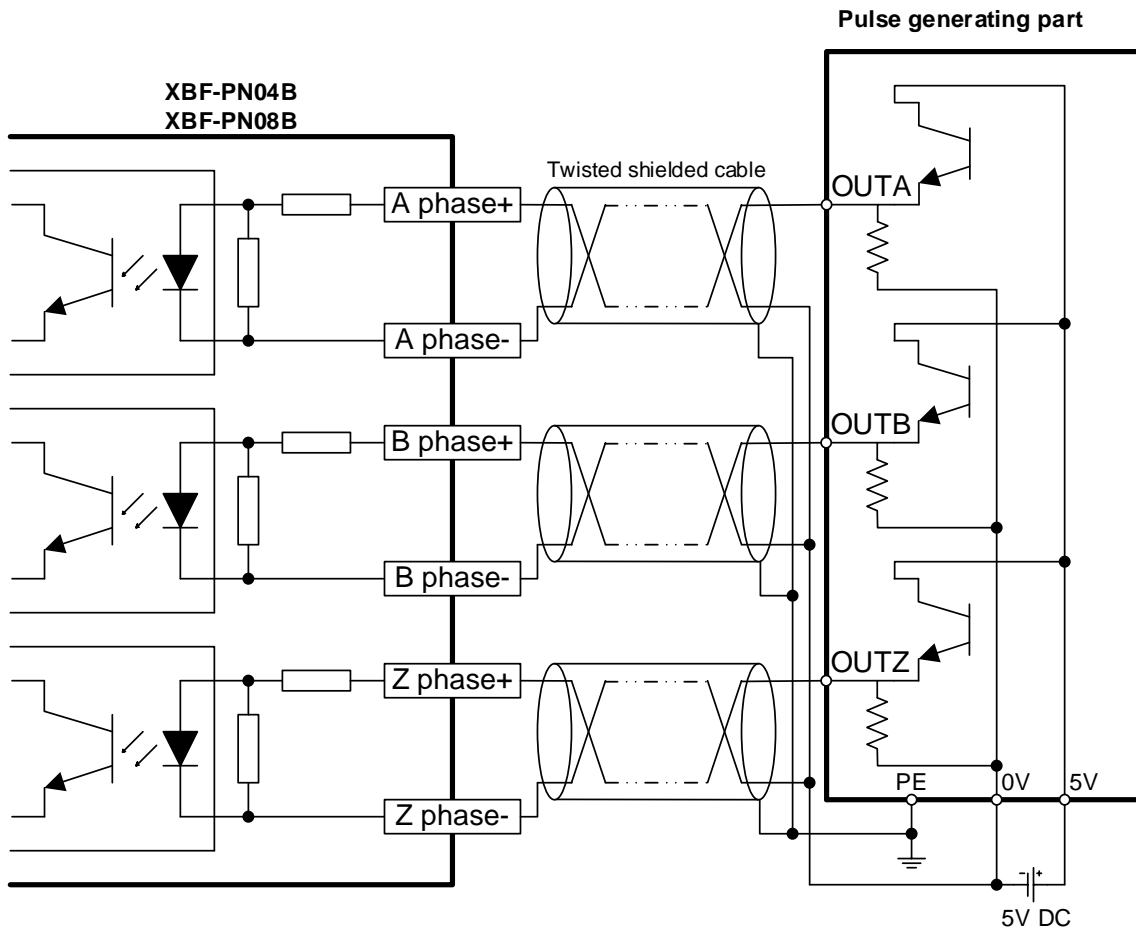 Pulse generating part
XBF-PN04B
XBF-PN08B
Twisted shielded cable
A phase+
OUTA
A phase-
B phase+
OUTB
B phase-
Z phase+
OUTZ
Z phase-
PE
0V
5V
- +
5V DC